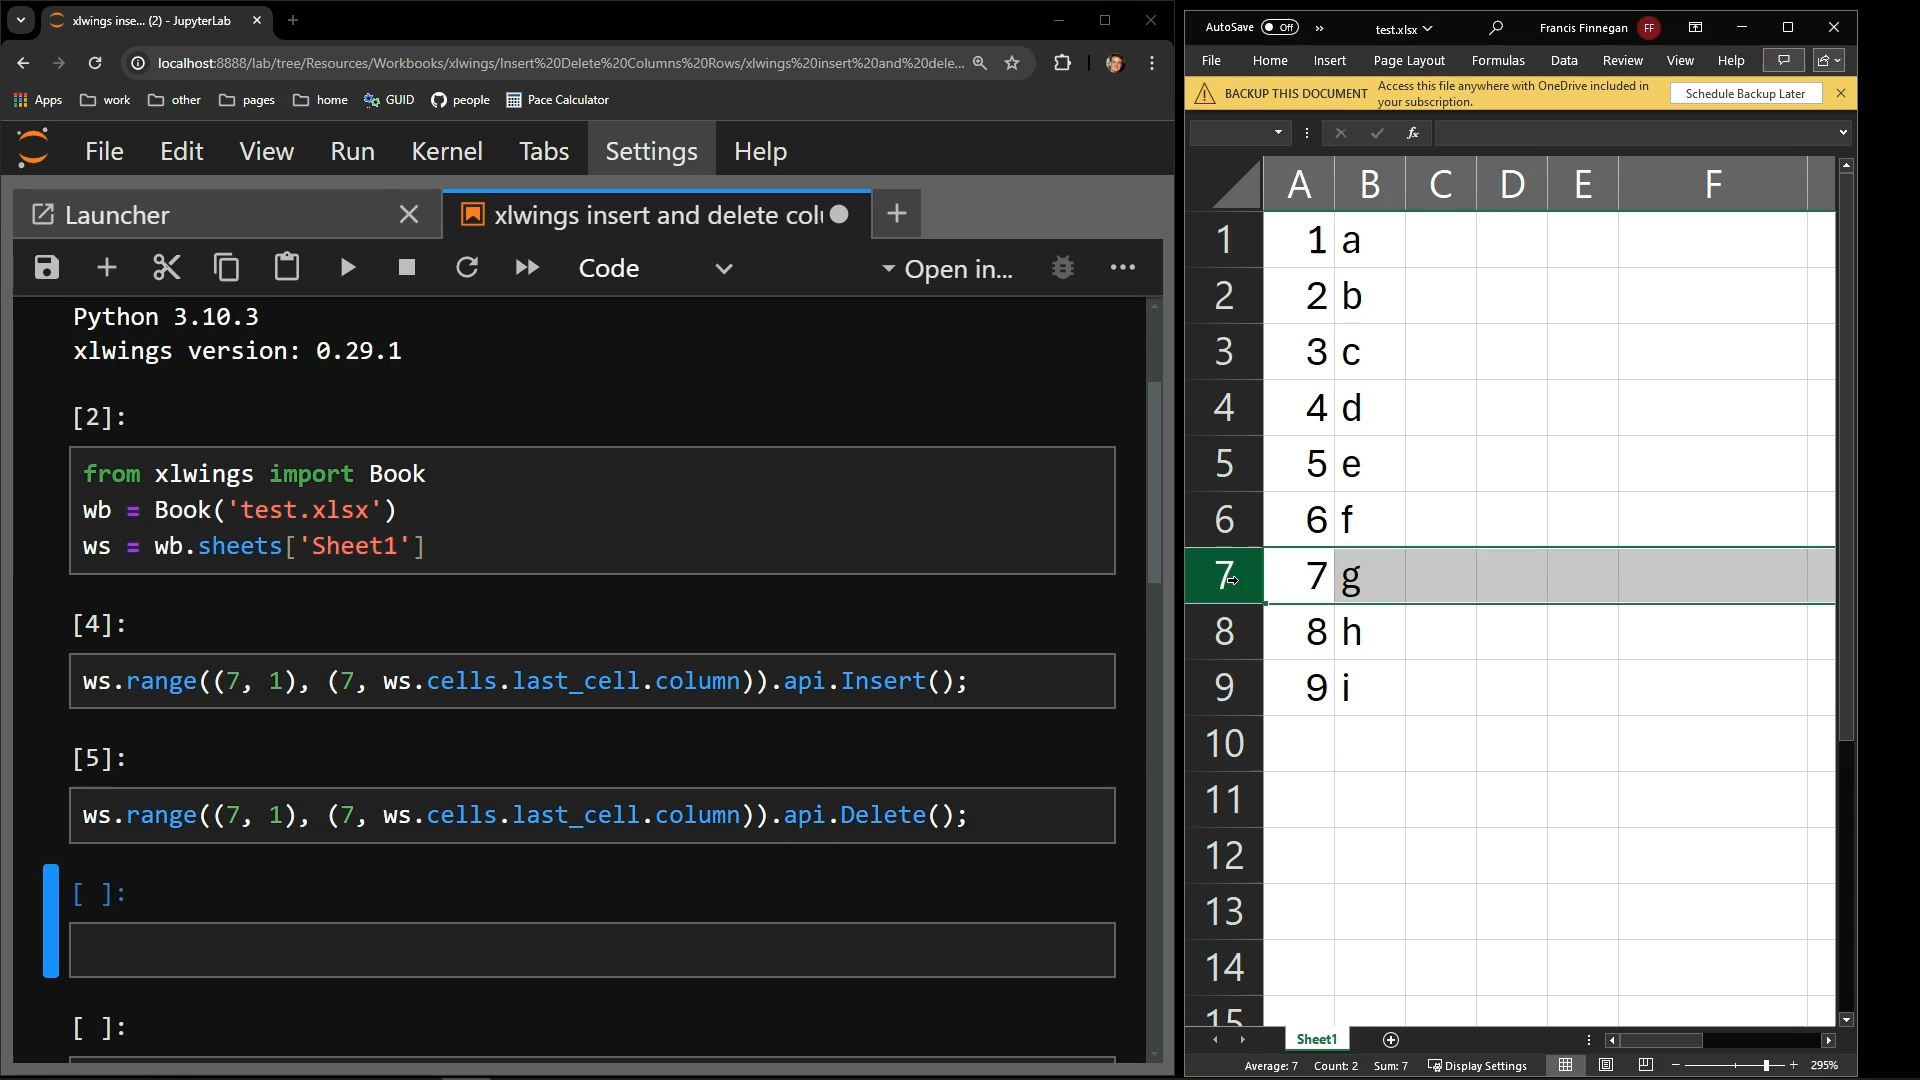 xlwings inse... (2) - JupyterLab
localhost:8888/lab/tree/Resources/Workbooks/xlwings/Insert%20Delete%20Columns%20Rows/xlwings%20insert%20and%20dele...
Apps work other pages home GUID people Pace Calculator
File Edit View Run Kernel Tabs Settings Help
Launcher
xlwings insert and delete colu
Code
Open in...
Python 3.10.3
xlwings version: 0.29.1
[2]:
from xlwings import Book
wb = Book('test.xlsx')
ws = wb.sheets['Sheet1']
[4]:
ws.range((7, 1), (7, ws.cells.last_cell.column)).api.Insert();
[5]:
ws.range((7, 1), (7, ws.cells.last_cell.column)).api.Delete();
[ ]:
[ ]:
AutoSave Off » test.xlsx Francis Finnegan FF
File Home Insert Page Layout Formulas Data Review View Help
BACKUP THIS DOCUMENT Access this file anywhere with OneDrive included in
your subscription.
Schedule Backup Later
fx
A B C D E F
1 1 a
2 2 b
3 3 c
4 4 d
5 5 e
6 6 f
7 7 g
8 8 h
9 9 i
10
11
12
13
14
15
Sheet1
Average: 7 Count: 2 Sum: 7 Display Settings 295%